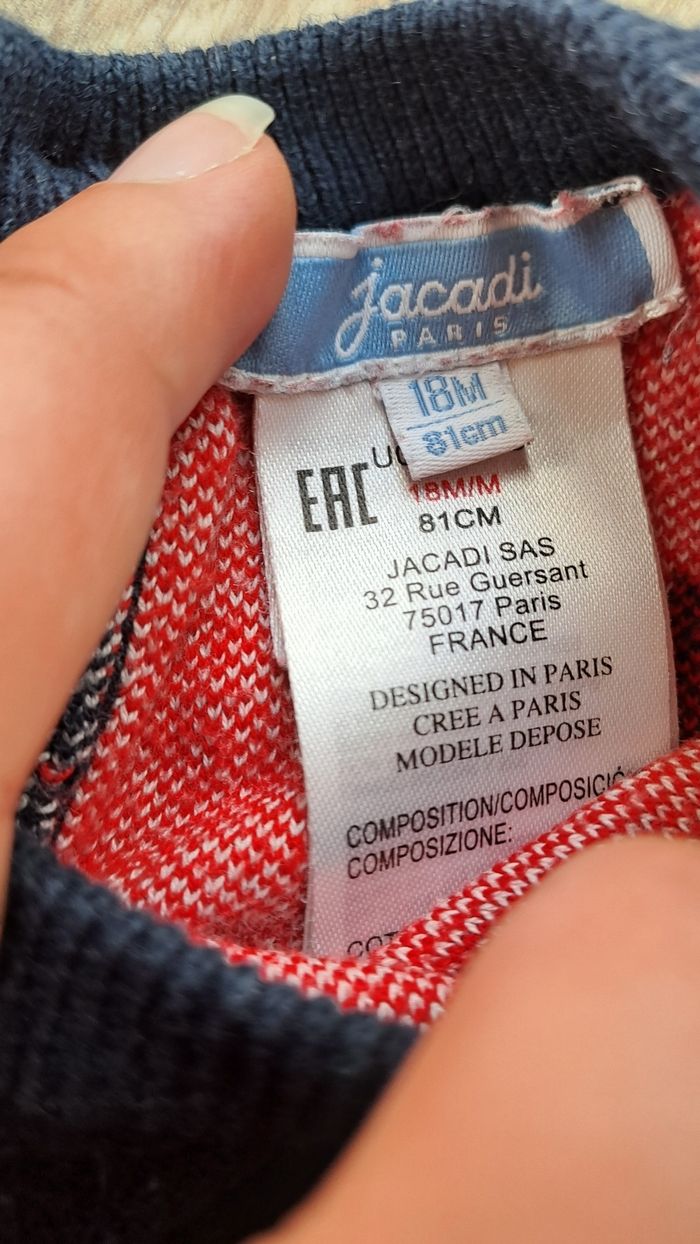 jacadi
PARIS
18M
81cm
EAC
18M/M
81CM
JACADI SAS
32 Rue Guersant
75017 Paris
FRANCE
DESIGNED IN PARIS
CREE A PARIS
MODELE DEPOSE
COMPOSITION/COMPOSICIÓ
COMPOSIZIONE: